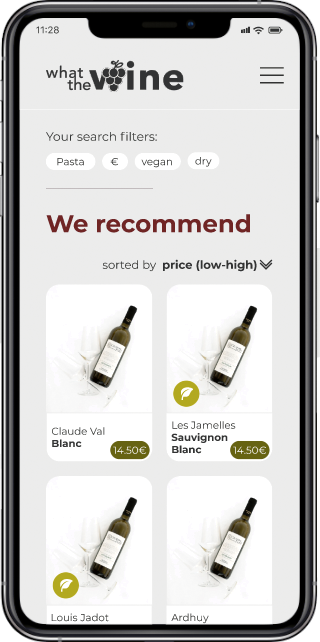 11:28
what
the wine
Your search filters:
Pasta € vegan dry
We recommend
sorted by price (low-high)
Claude Val
Blanc
14.50€
Les Jamelles
Sauvignon
Blanc
14.50€
Louis Jadot
Ardhuy